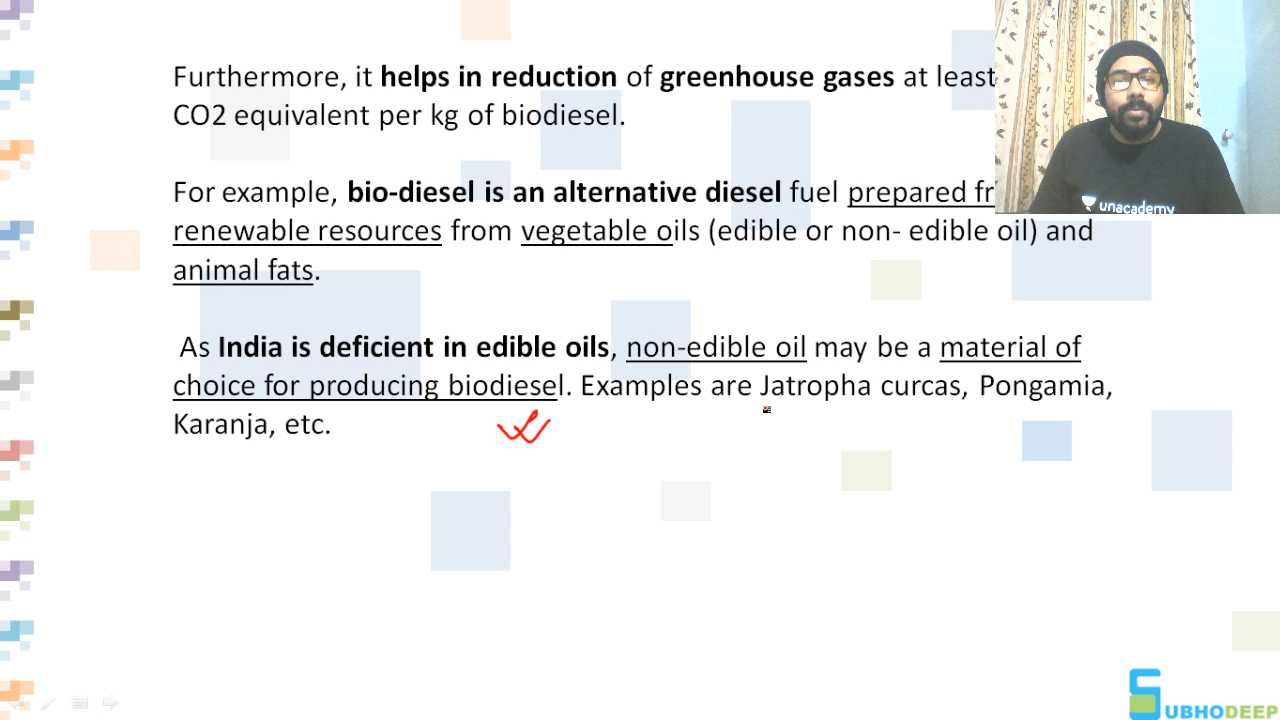 Furthermore, it helps in reduction of greenhouse gases at least
CO2 equivalent per kg of biodiesel.
For example, bio-diesel is an alternative diesel fuel prepared
renewable resources from vegetable oils (edible or non- edible oil) and
animal fats.
As India is deficient in edible oils, non-edible oil may be a material of
choice for producing biodiesel. Examples are Jatropha curcas, Pongamia,
Karanja, etc.
unacademy
SUBHODEEP